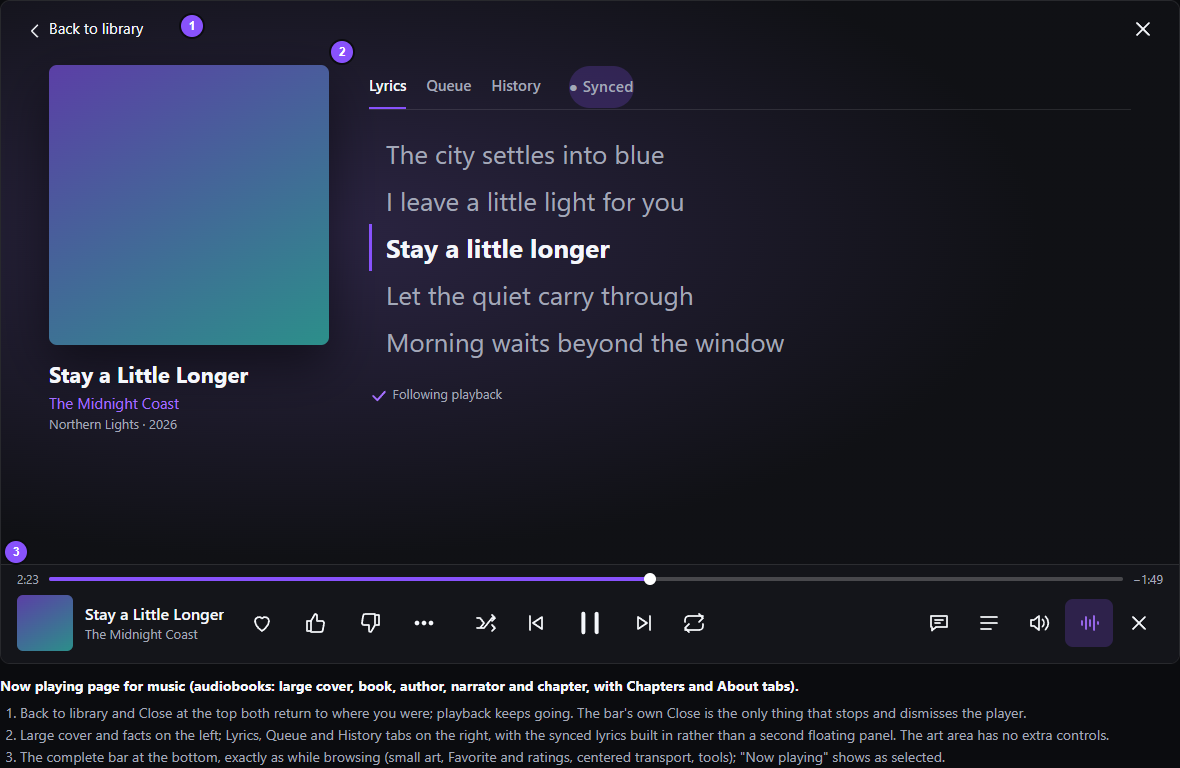 Back to library
1
2
Lyrics Queue History • Synced
The city settles into blue
I leave a little light for you
Stay a little longer
Let the quiet carry through
Morning waits beyond the window
Following playback
Stay a Little Longer
The Midnight Coast
Northern Lights · 2026
3
2:23 −1:49
Stay a Little Longer
The Midnight Coast
Now playing page for music (audiobooks: large cover, book, author, narrator and chapter, with Chapters and About tabs).
1. Back to library and Close at the top both return to where you were; playback keeps going. The bar's own Close is the only thing that stops and dismisses the player.
2. Large cover and facts on the left; Lyrics, Queue and History tabs on the right, with the synced lyrics built in rather than a second floating panel. The art area has no extra controls.
3. The complete bar at the bottom, exactly as while browsing (small art, Favorite and ratings, centered transport, tools); "Now playing" shows as selected.